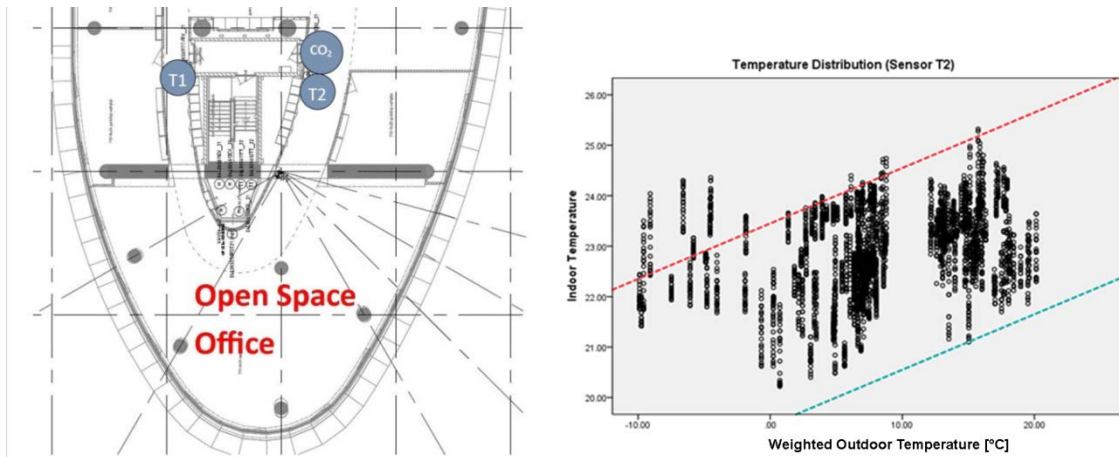 CO₂
T1
T2
Open Space
Office
Temperature Distribution (Sensor T2)
Indoor Temperature
26.00
25.00
24.00
23.00
22.00
21.00
20.00
-10.00
.00
10.00
20.00
Weighted Outdoor Temperature [ºC]